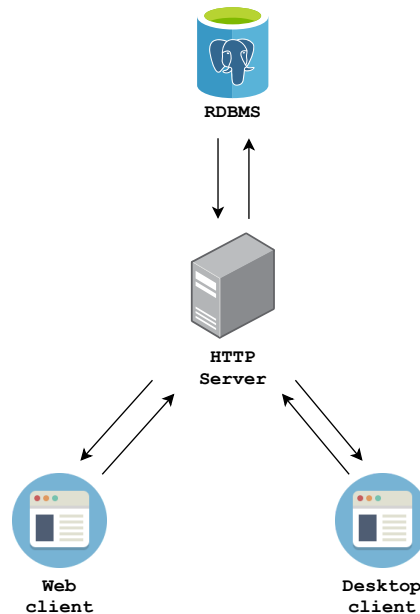 RDBMS
HTTP
Server
Web
client
Desktop
client